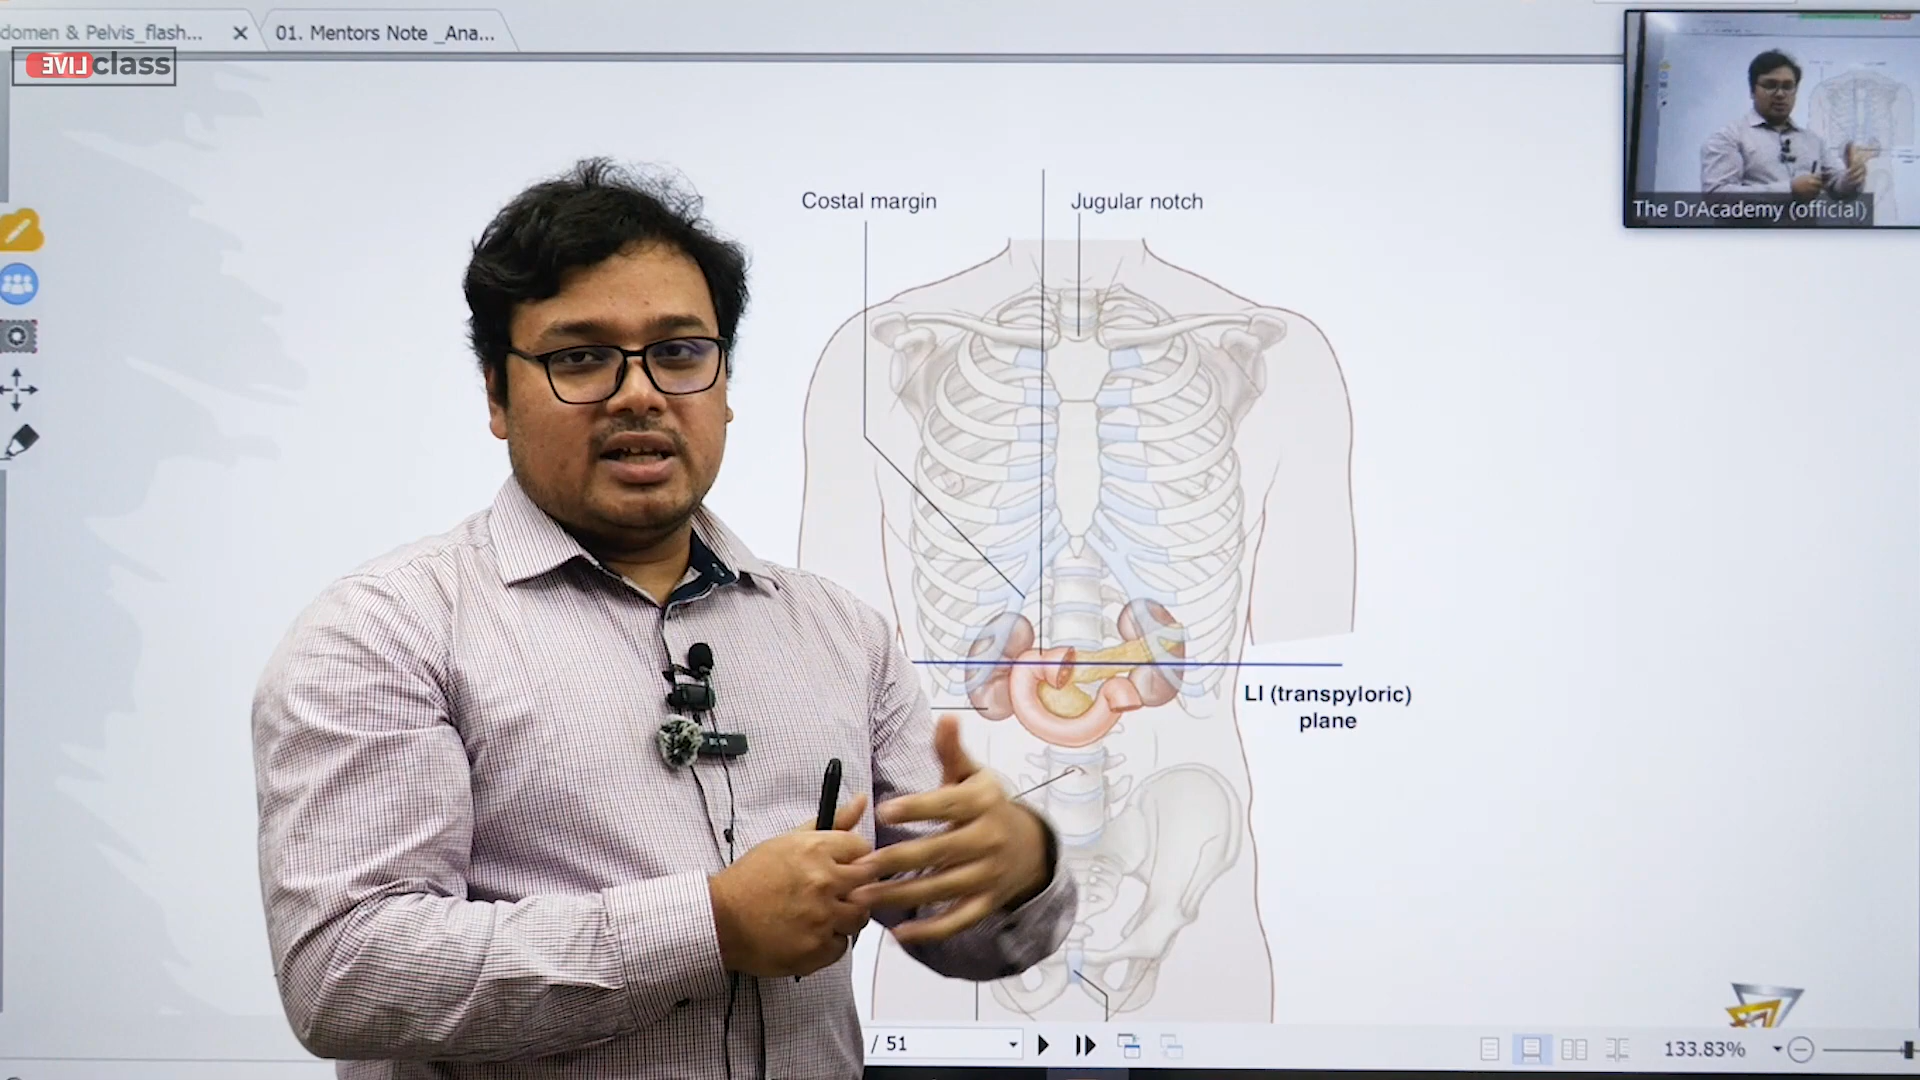 domen & Pelvis_flash...
01. Mentors Note _Ana...
LIVE class
The DrAcademy (official)
Costal margin
Jugular notch
LI (transpyloric)
plane
/ 51
133.83%